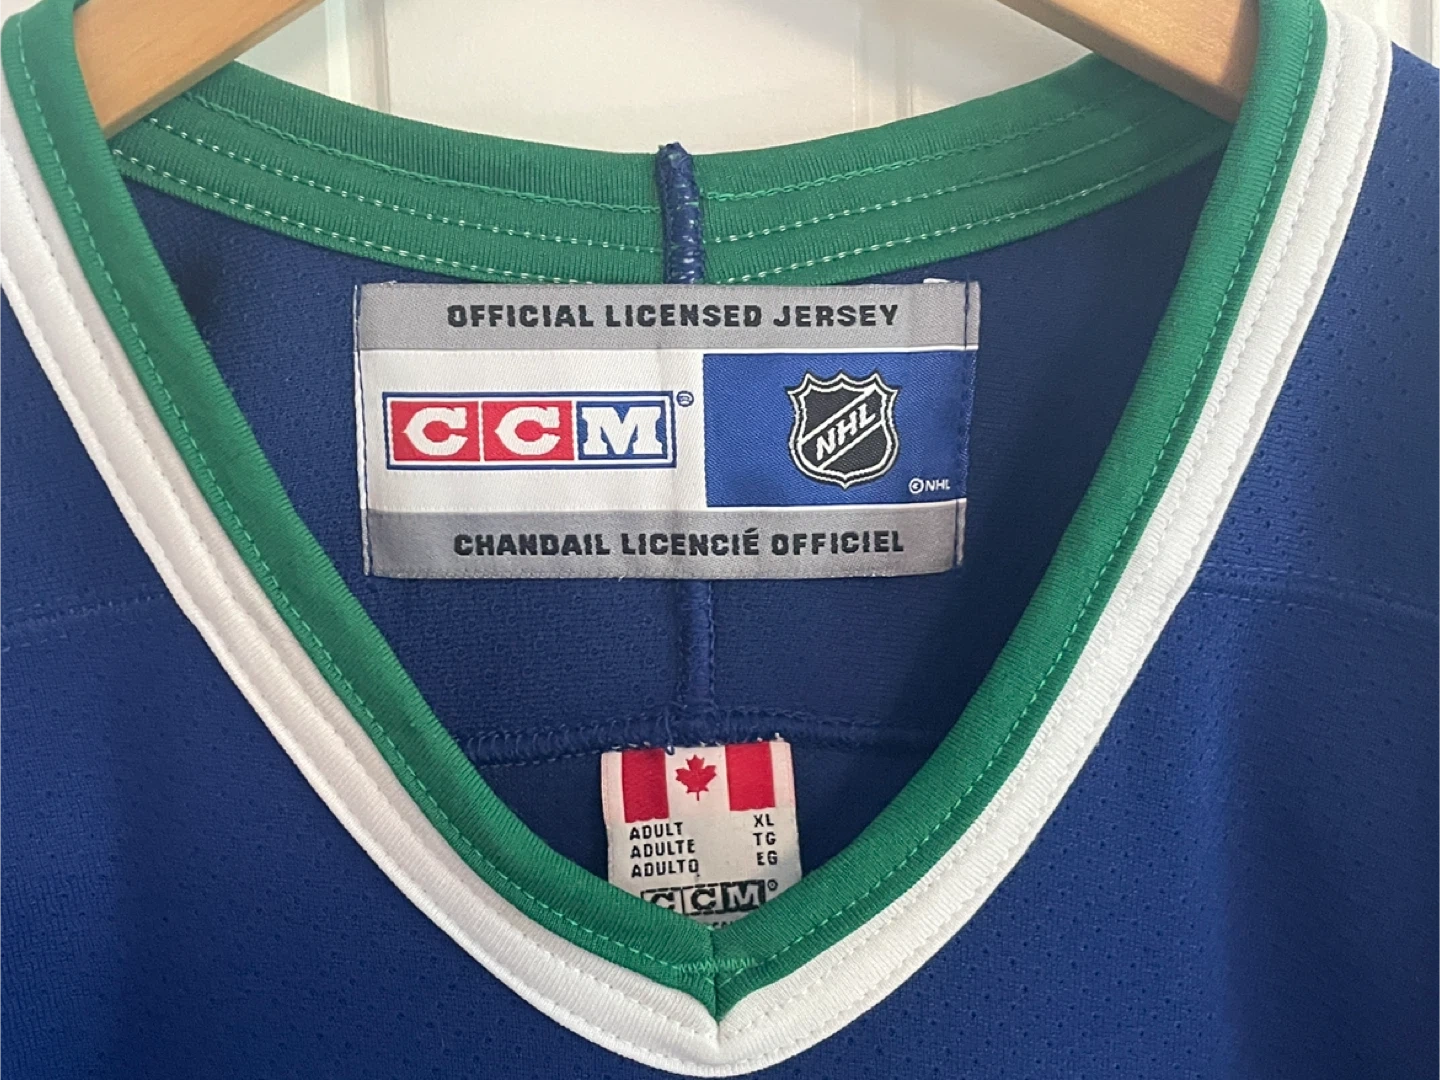 OFFICIAL LICENSED JERSEY
CCM®
NHL
©NHL
CHANDAIL LICENCIÉ OFFICIEL
ADULT XL
ADULTE TG
ADULTO EG
CCM®